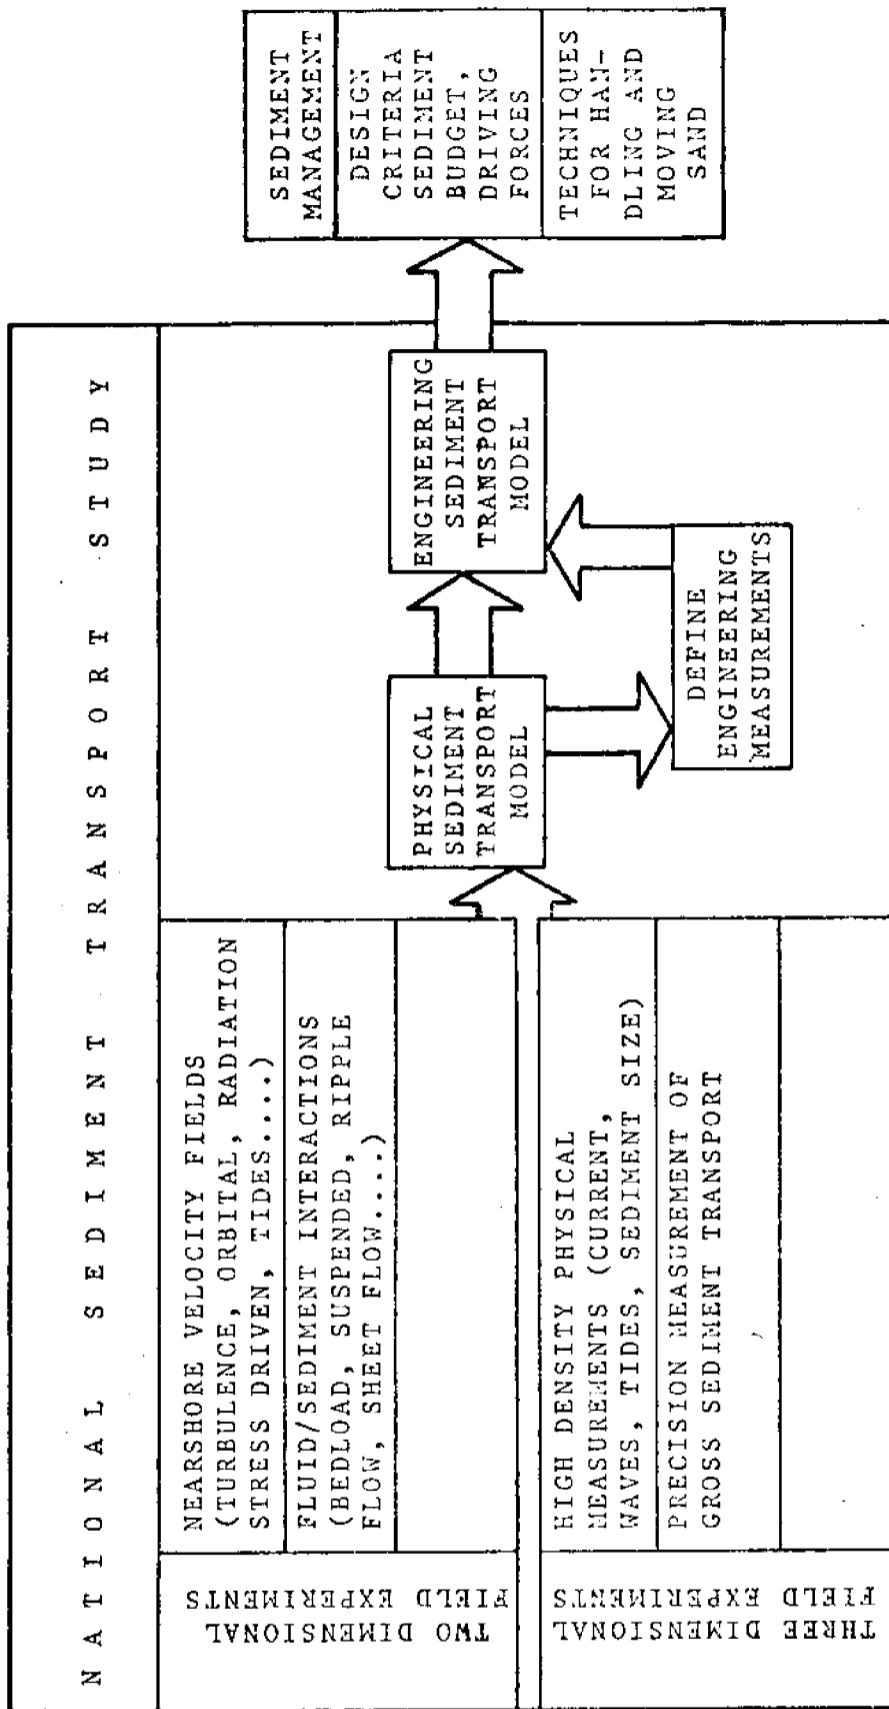 NATIONAL SEDIMENT TRANSPORT STUDY
TWO DIMENSIONAL
FIELD EXPERIMENTS
NEARSHORE VELOCITY FIELDS
(TURBULENCE, ORBITAL, RADIATION
STRESS DRIVEN, TIDES....)
FLUID/SEDIMENT INTERACTIONS
(BEDLOAD, SUSPENDED, RIPPLE
FLOW, SHEET FLOW....)
THREE DIMENSIONAL
FIELD EXPERIMENTS
HIGH DENSITY PHYSICAL
MEASUREMENTS (CURRENT,
WAVES, TIDES, SEDIMENT SIZE)
PRECISION MEASUREMENT OF
GROSS SEDIMENT TRANSPORT
PHYSICAL
SEDIMENT
TRANSPORT
MODEL
DEFINE
ENGINEERING
MEASUREMENTS
ENGINEERING
SEDIMENT
TRANSPORT
MODEL
SEDIMENT
MANAGEMENT
DESIGN
CRITERIA
SEDIMENT
BUDGET,
DRIVING
FORCES
TECHNIQUES
FOR HAN-
DLING AND
MOVING
SAND